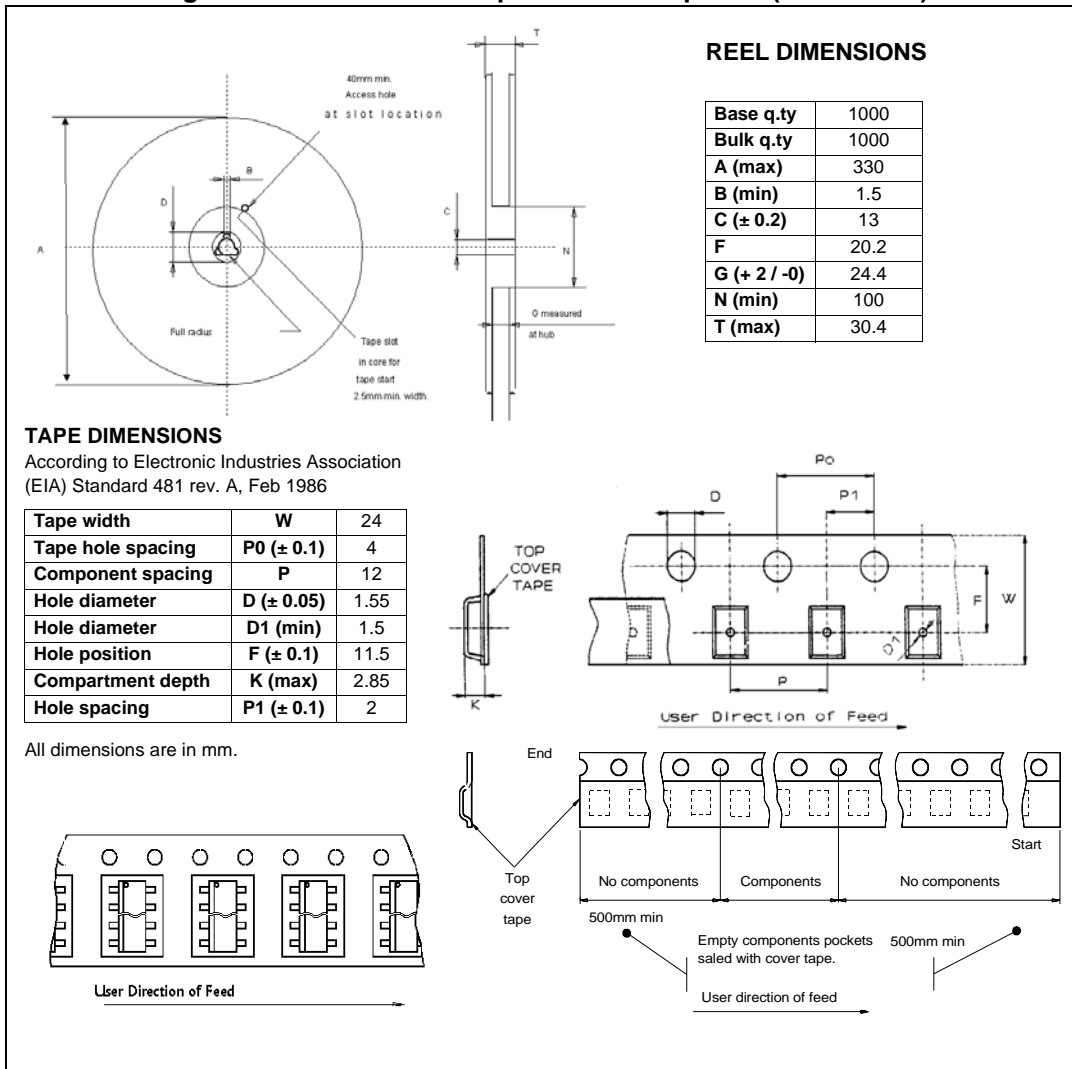 T
REEL DIMENSIONS
40mm min.
Access hole
at slot location
B
D
A
C
N
Full radius
Tape slot
in core for
tape start
2.5mm min. width.
G measured
at hub
Base q.ty 1000
Bulk q.ty 1000
A (max) 330
B (min) 1.5
C (± 0.2) 13
F 20.2
G (+ 2 / -0) 24.4
N (min) 100
T (max) 30.4
TAPE DIMENSIONS
According to Electronic Industries Association
(EIA) Standard 481 rev. A, Feb 1986
Tape width W 24
Tape hole spacing P0 (± 0.1) 4
Component spacing P 12
Hole diameter D (± 0.05) 1.55
Hole diameter D1 (min) 1.5
Hole position F (± 0.1) 11.5
Compartment depth K (max) 2.85
Hole spacing P1 (± 0.1) 2
All dimensions are in mm.
Po
D
P1
TOP
COVER
TAPE
F
W
D1
K
P
User Direction of Feed
End
Start
Top
cover
tape
No components
Components
No components
500mm min
Empty components pockets
saled with cover tape.
500mm min
User direction of feed
User Direction of Feed